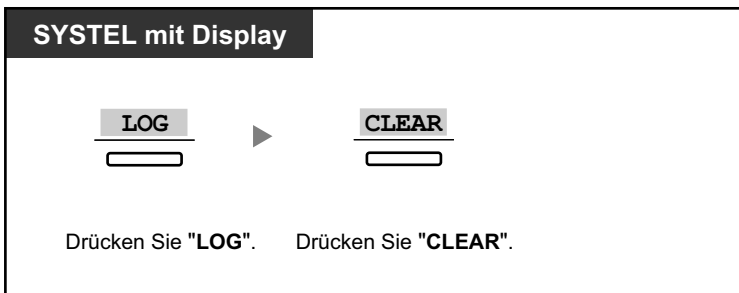 SYSTEL mit Display
LOG CLEAR
Drücken Sie "LOG". Drücken Sie "CLEAR".